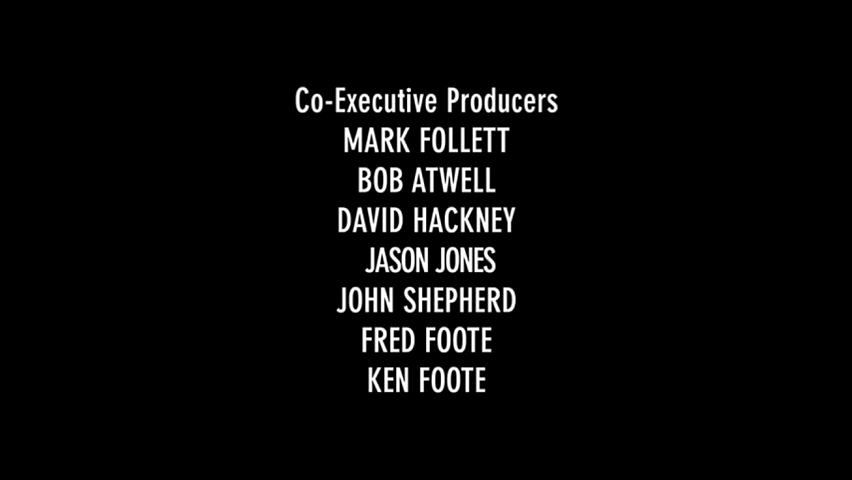 Co-Executive Producers
MARK FOLLETT
BOB ATWELL
DAVID HACKNEY
JASON JONES
JOHN SHEPHERD
FRED FOOTE
KEN FOOTE